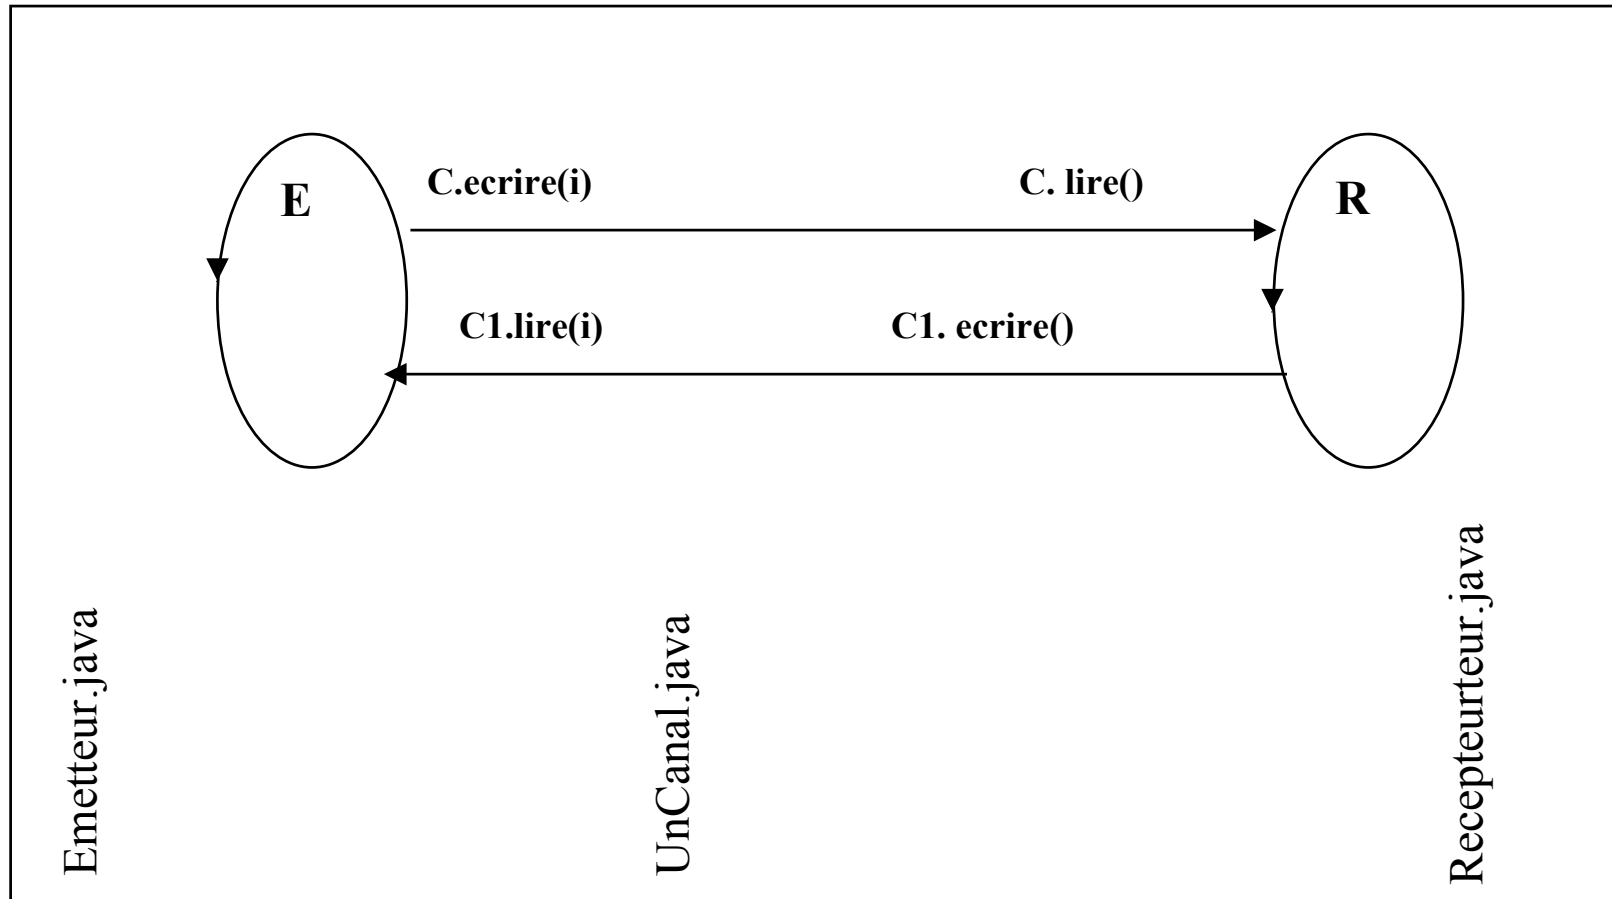 E
C.ecrire(i)
C. lire()
R
C1.lire(i)
C1. ecrire()
Emetteur.java
UnCanal.java
Recepteurteur.java